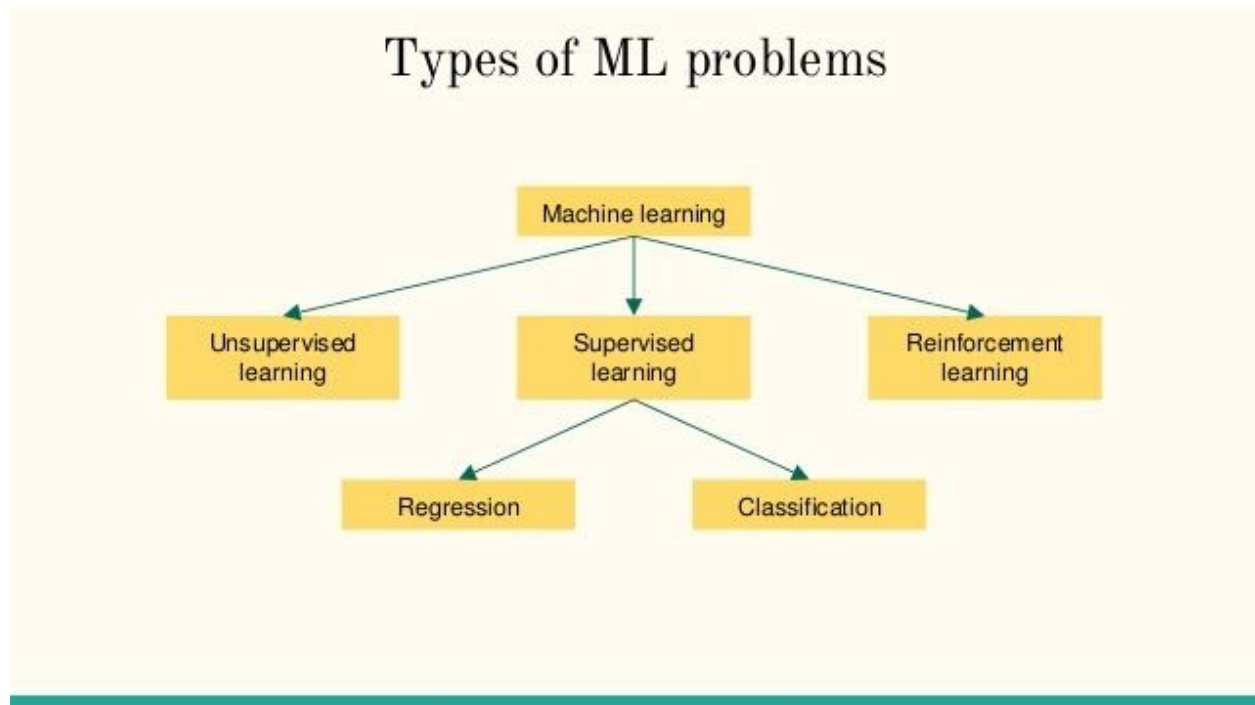 Types of ML problems
Machine learning
Unsupervised
learning
Supervised
learning
Reinforcement
learning
Regression
Classification